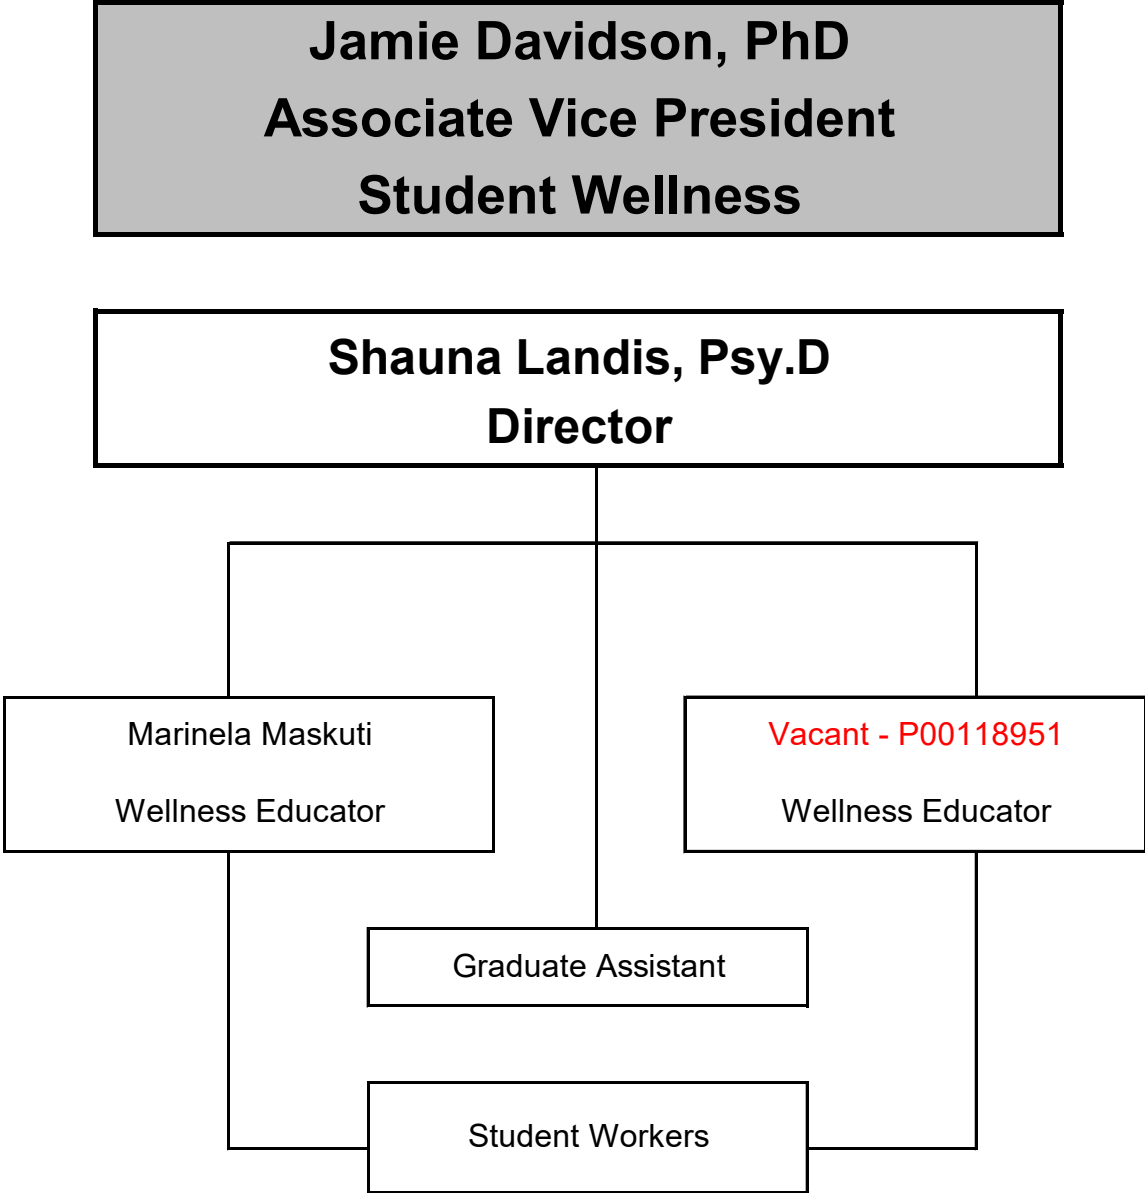 Jamie Davidson, PhD
Associate Vice President
Student Wellness
Shauna Landis, Psy.D
Director
Marinela Maskuti
Wellness Educator
Vacant - P00118951
Wellness Educator
Graduate Assistant
Student Workers